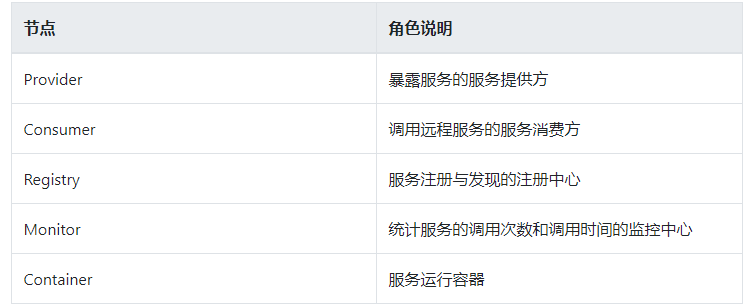 节点 角色说明
Provider 暴露服务的服务提供方
Consumer 调用远程服务的服务消费方
Registry 服务注册与发现的注册中心
Monitor 统计服务的调用次数和调用时间的监控中心
Container 服务运行容器